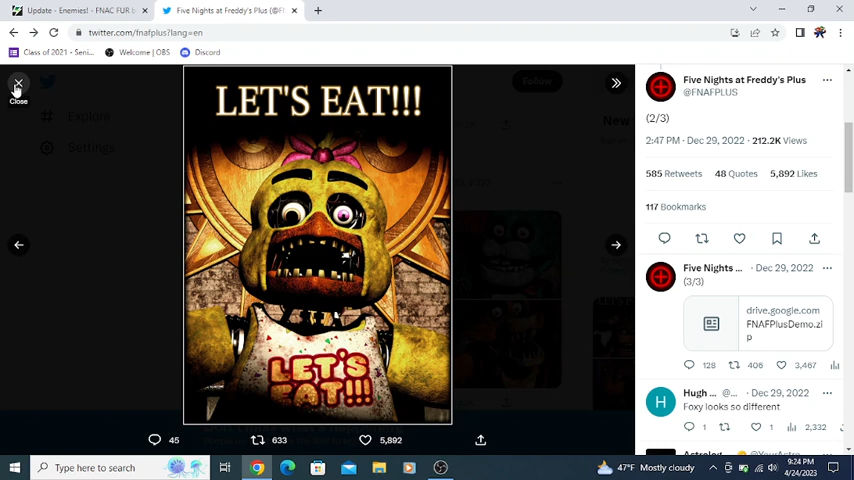 Update - Enemies! - FNAC FUR b
Five Nights at Freddy's Plus (@F
twitter.com/fnafplus?lang=en
Class of 2021 - Seni...
Welcome | OBS
Discord
Close
Explore
Settings
Follow
New
LET'S EAT!!!
LET'S
EAT!!!
45
633
5,892
Five Nights at Freddy's Plus
@FNAFPLUS
(2/3)
2:47 PM · Dec 29, 2022 · 212.2K Views
585 Retweets 48 Quotes 5,892 Likes
117 Bookmarks
Five Nights ... · Dec 29, 2022
(3/3)
drive.google.com
FNAFPlusDemo.zi
p
128 406 3,467
H
Hugh ... @... · Dec 29, 2022
Foxy looks so different
1 1 2,332
Type here to search
47°F Mostly cloudy
9:24 PM
4/24/2023